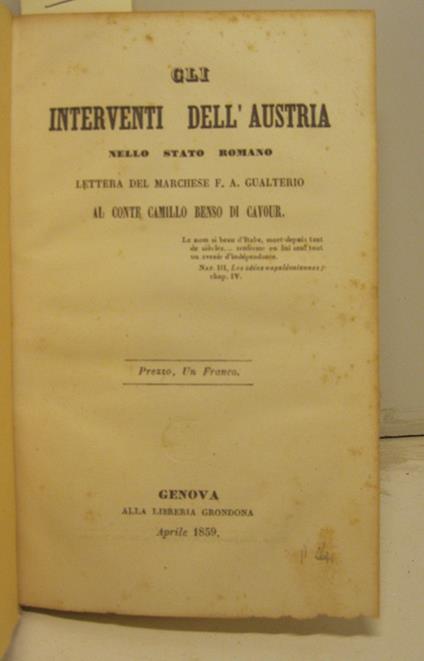 GLI
INTERVENTI DELL' AUSTRIA
NELLO STATO ROMANO
LETTERA DEL MARCHESE F. A. GUALTERIO
AL CONTE CAMILLO BENSO DI CAVOUR.
Le nom si beau d'Italie, mort depuis tant
de siècles... renferme en lui seul tout
un avenir d'indépendance.
NAP. III, Les idées napoléoniennes,
chap. IV.
Prezzo, Un Franco.
GENOVA
ALLA LIBRERIA GRONDONA
Aprile 1859.